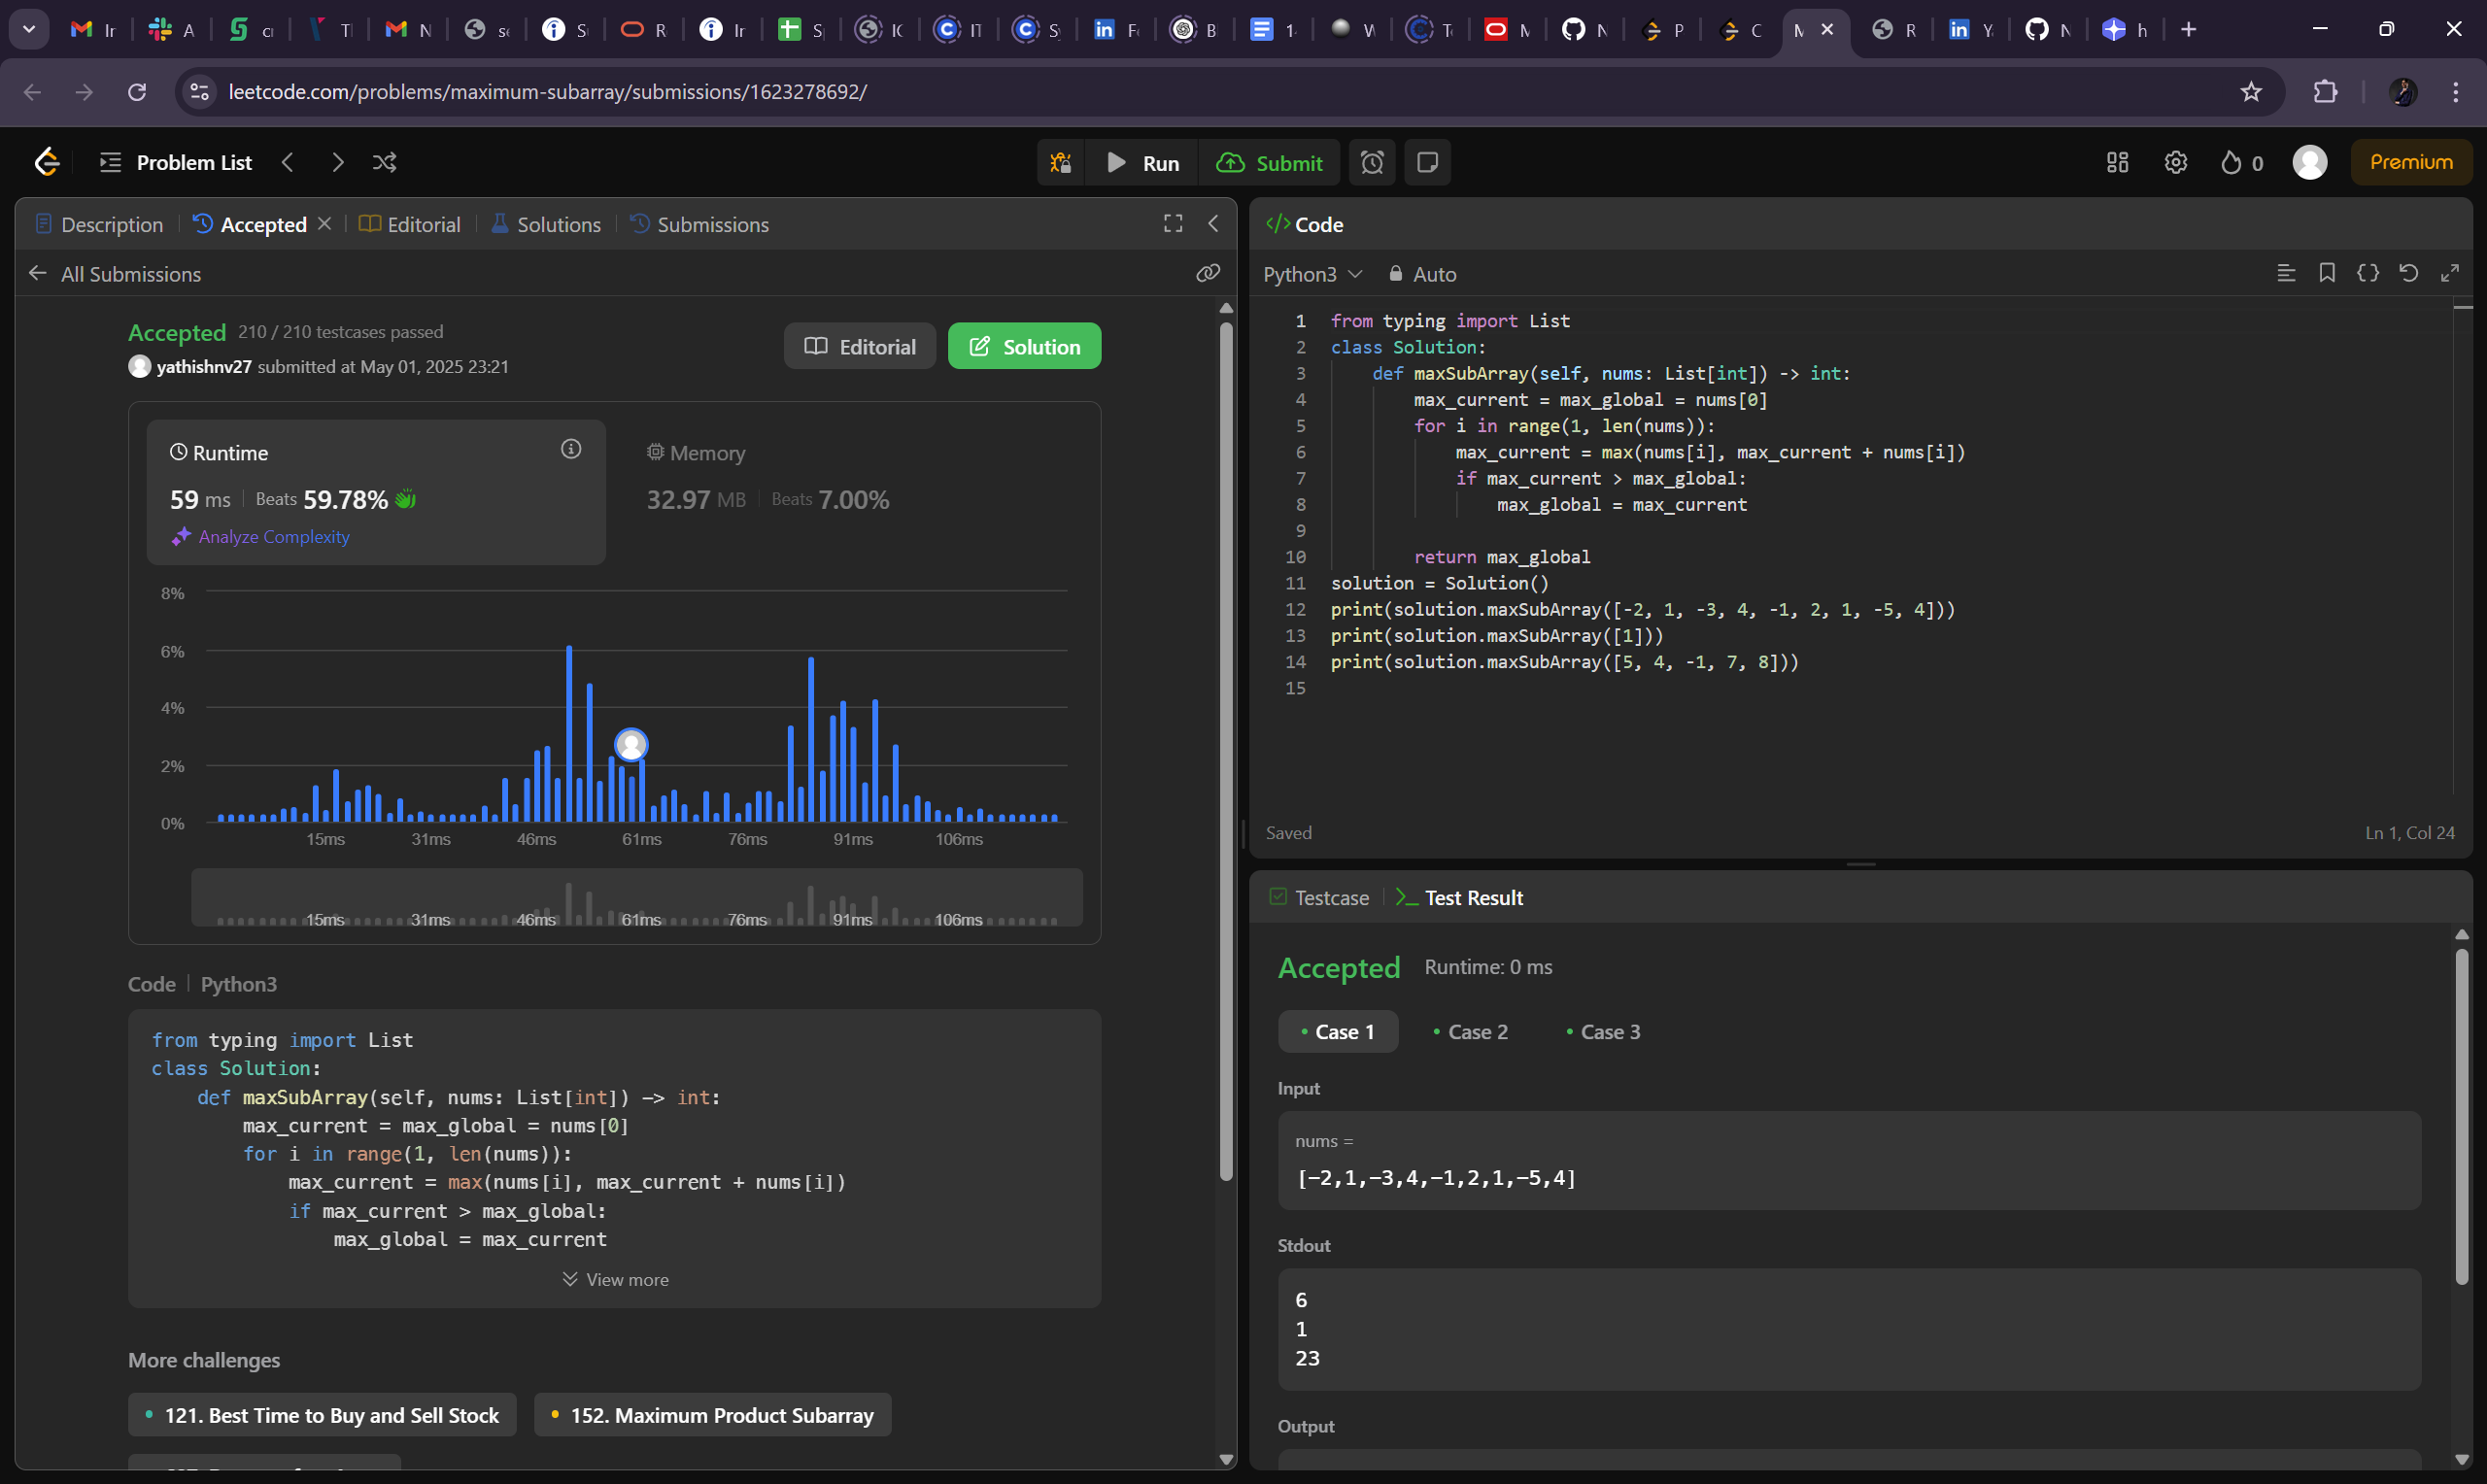 leetcode.com/problems/maximum-subarray/submissions/1623278692/
Problem List
Run
Submit
0
Premium
Description
Accepted
Editorial
Solutions
Submissions
All Submissions
Accepted 210 / 210 testcases passed
yathishnv27 submitted at May 01, 2025 23:21
Editorial
Solution
Runtime
59 ms
Beats 59.78%
Analyze Complexity
Memory
32.97 MB
Beats 7.00%
8%
6%
4%
2%
0%
15ms 31ms 46ms 61ms 76ms 91ms 106ms
15ms 31ms 46ms 61ms 76ms 91ms 106ms
Code Python3
from typing import List
class Solution:
def maxSubArray(self, nums: List[int]) -> int:
max_current = max_global = nums[0]
for i in range(1, len(nums)):
max_current = max(nums[i], max_current + nums[i])
if max_current > max_global:
max_global = max_current
View more
More challenges
121. Best Time to Buy and Sell Stock
152. Maximum Product Subarray
Code
Python3
Auto
1 from typing import List
2 class Solution:
3 def maxSubArray(self, nums: List[int]) -> int:
4 max_current = max_global = nums[0]
5 for i in range(1, len(nums)):
6 max_current = max(nums[i], max_current + nums[i])
7 if max_current > max_global:
8 max_global = max_current
9
10 return max_global
11 solution = Solution()
12 print(solution.maxSubArray([-2, 1, -3, 4, -1, 2, 1, -5, 4]))
13 print(solution.maxSubArray([1]))
14 print(solution.maxSubArray([5, 4, -1, 7, 8]))
15
Saved
Ln 1, Col 24
Testcase
Test Result
Accepted Runtime: 0 ms
Case 1
Case 2
Case 3
Input
nums =
[-2,1,-3,4,-1,2,1,-5,4]
Stdout
6
1
23
Output